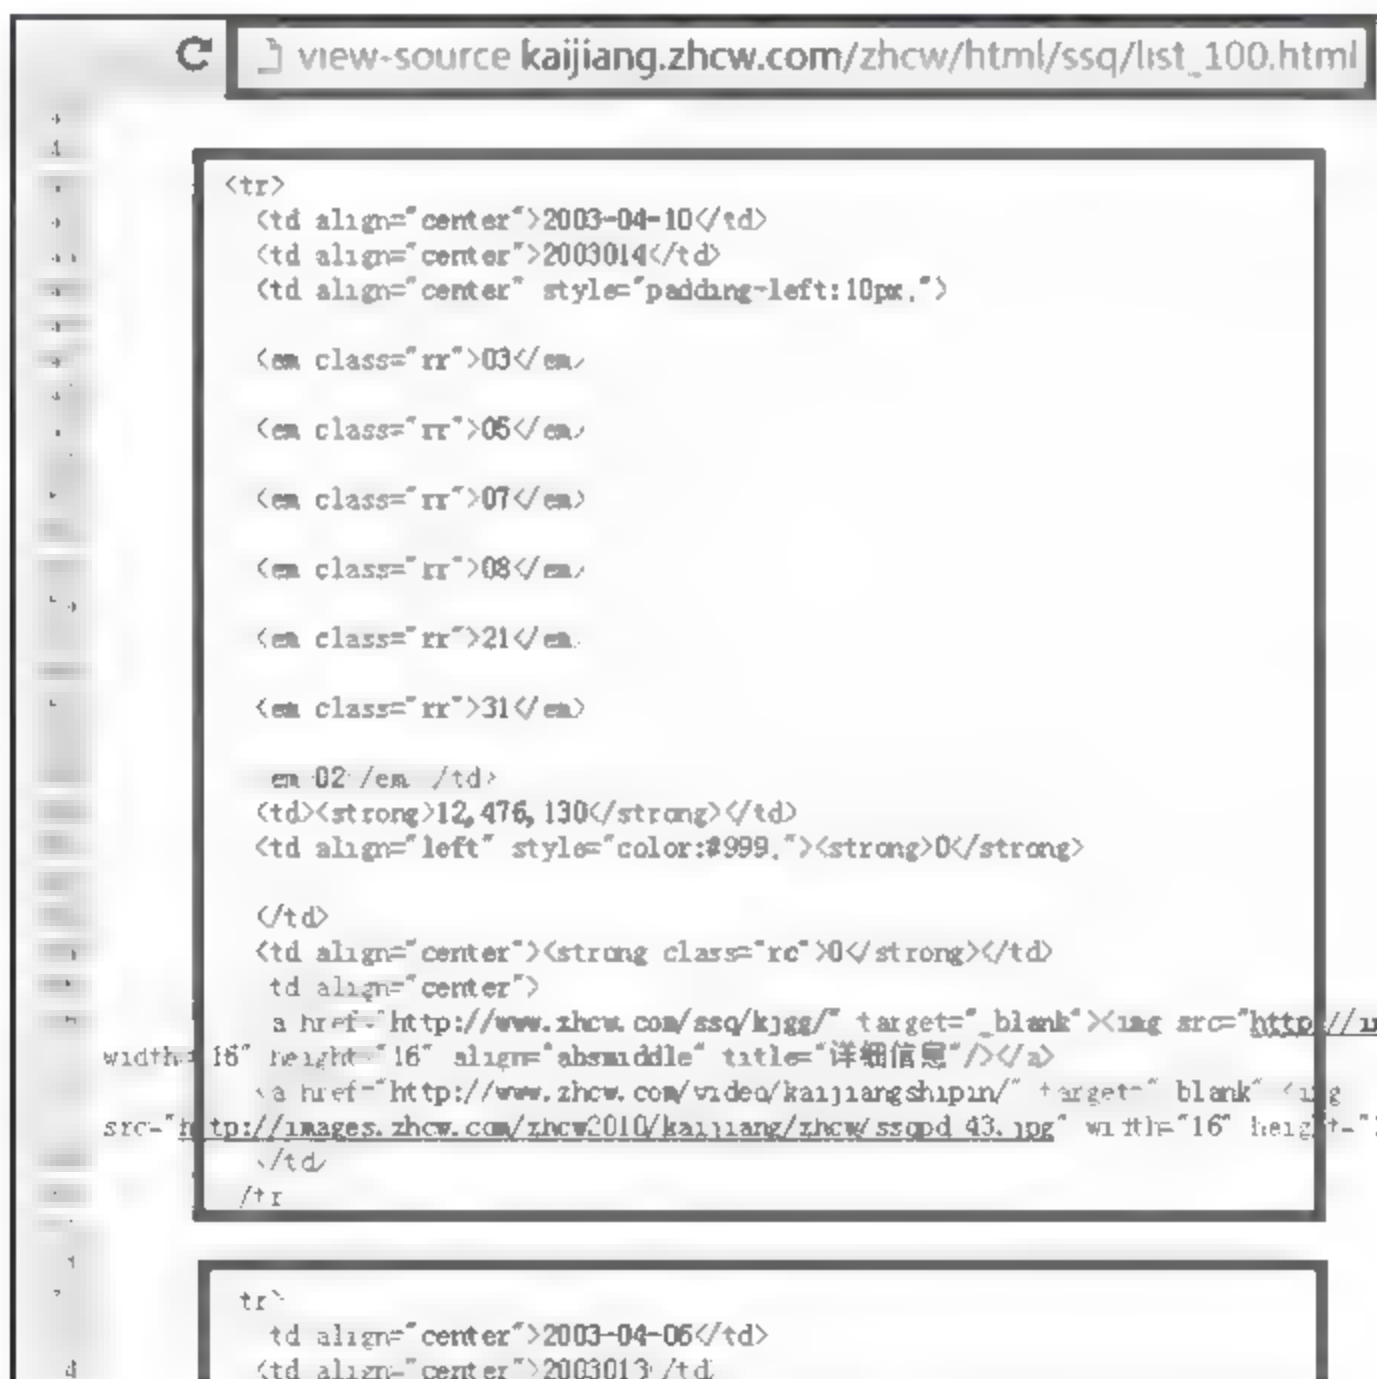 view-source kaijiang.zhcw.com/zhcw/html/ssq/list_100.html
<tr>
<td align="center">2003-04-10</td>
<td align="center">2003014</td>
<td align="center" style="padding-left:10px;">
<em class="rr">03</em>
<em class="rr">05</em>
<em class="rr">07</em>
<em class="rr">08</em>
<em class="rr">21</em>
<em class="rr">31</em>
em 02 /em /td>
<td><strong>12,476,130</strong></td>
<td align="left" style="color:#999;"><strong>0</strong>
</td>
<td align="center"><strong class="rc">0</strong></td>
td align="center">
a href="http://www.zhcw.com/ssq/kjgg/" target="_blank"><img src="http://im
width="16" height="16" align="absmiddle" title="详细信息"/></a>
<a href="http://www.zhcw.com/video/kaijiangshipin/" target="_blank" <img
src="http://images.zhcw.com/zhcw2010/kaijiang/zhcw/ssqpd_43.jpg" width="16" height="
</td>
/tr
tr>
td align="center">2003-04-06</td>
<td align="center">2003013 /td